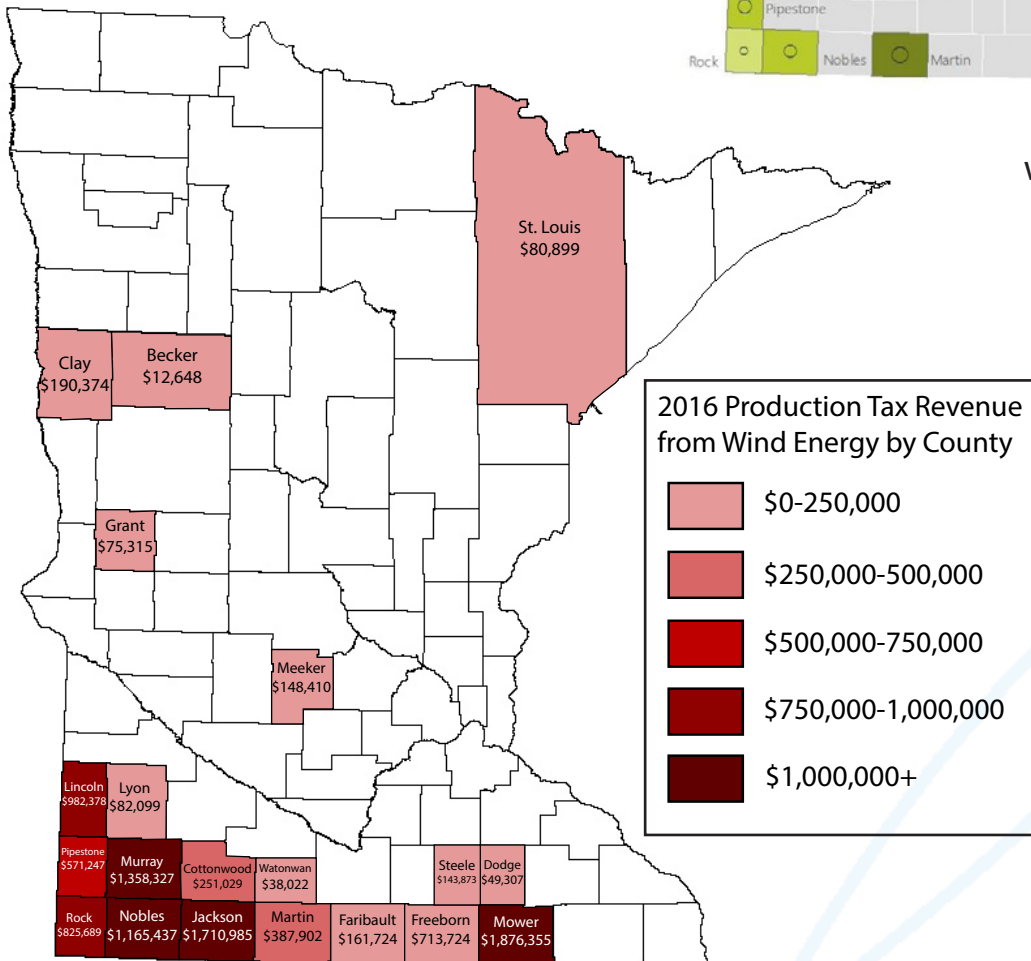 Pipestone
Rock
Nobles
Martin
St. Louis
$80,899
Clay
$190,374
Becker
$12,648
2016 Production Tax Revenue
from Wind Energy by County
$0-250,000
$250,000-500,000
$500,000-750,000
$750,000-1,000,000
$1,000,000+
Grant
$75,315
Meeker
$148,410
Lincoln
$982,378
Lyon
$82,099
Pipestone
$571,247
Murray
$1,358,327
Cottonwood
$251,029
Watonwan
$38,022
Steele
$143,873
Dodge
$49,307
Rock
$825,689
Nobles
$1,165,437
Jackson
$1,710,985
Martin
$387,902
Faribault
$161,724
Freeborn
$713,724
Mower
$1,876,355